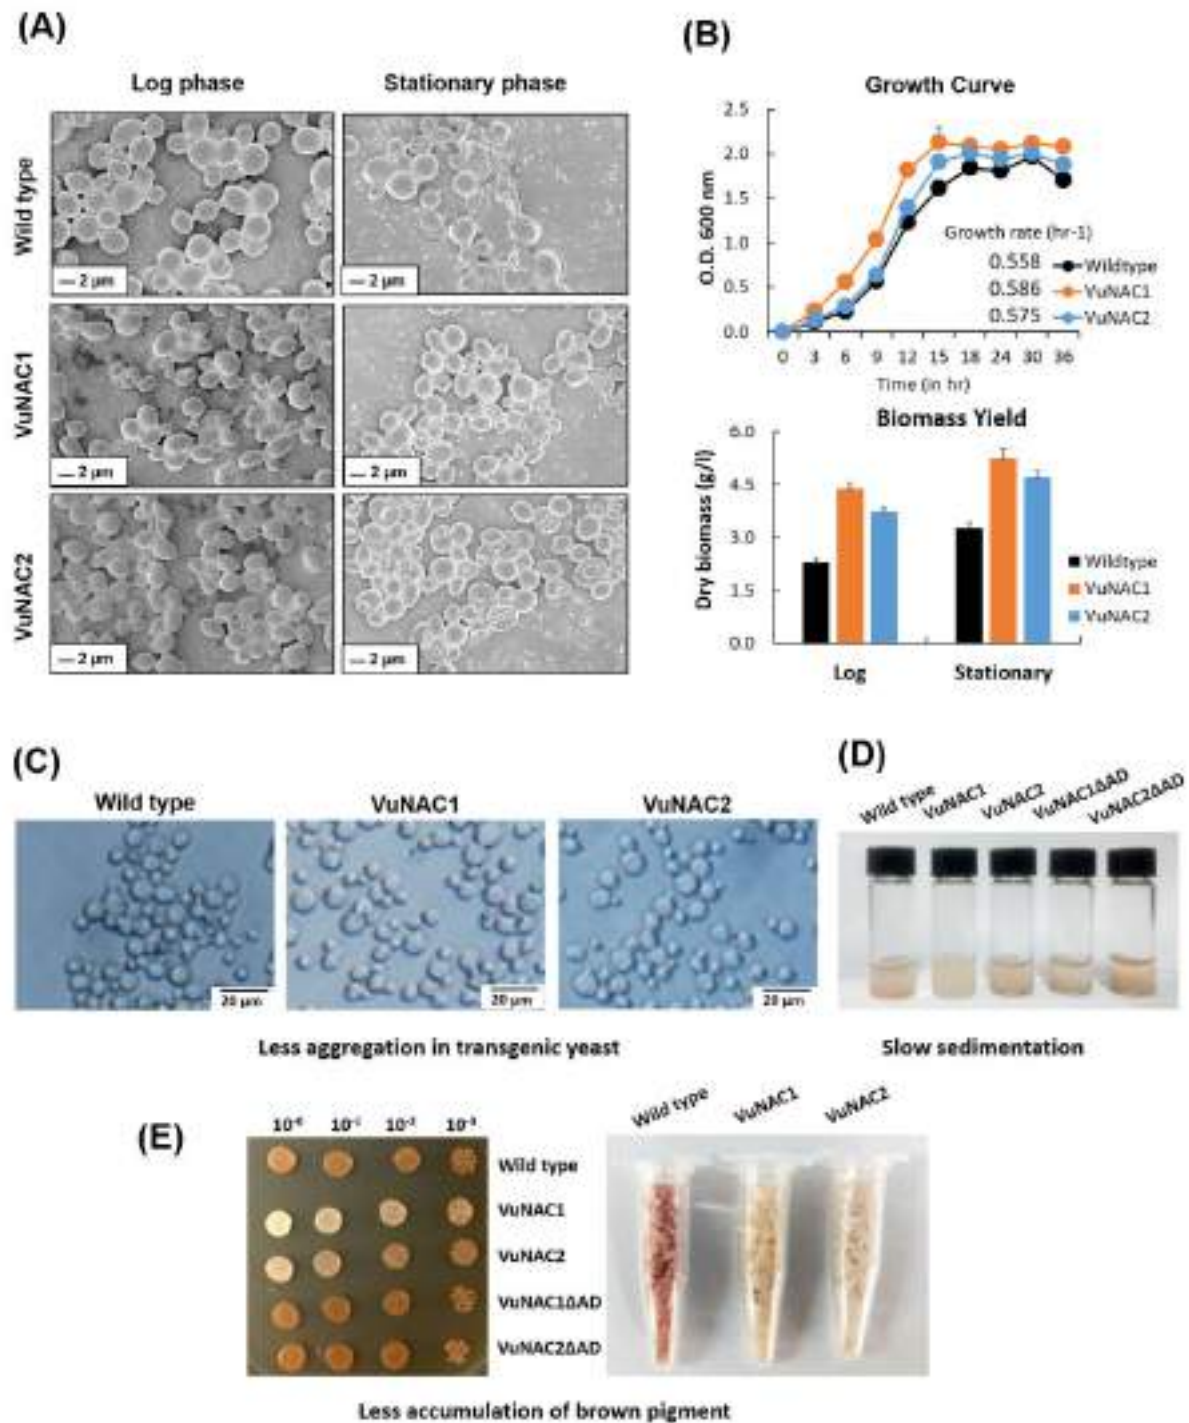 (A)
Log phase
Stationary phase
Wild type
2 µm
2 µm
VuNAC1
2 µm
2 µm
VuNAC2
2 µm
2 µm
(B)
Growth Curve
O.D. 600 nm
2.5
2.0
1.5
1.0
0.5
0.0
0 3 6 9 12 15 18 24 30 36
Time (in hr)
Growth rate (hr-1)
0.558 Wildtype
0.586 VuNAC1
0.575 VuNAC2
Biomass Yield
Dry biomass (g/l)
6.0
4.5
3.0
1.5
0.0
Wildtype
VuNAC1
VuNAC2
Log Stationary
(C)
Wild type VuNAC1 VuNAC2
20 µm
20 µm
20 µm
Less aggregation in transgenic yeast
(D)
Wild type VuNAC1 VuNAC2 VuNAC1ΔAD VuNAC2ΔAD
Slow sedimentation
(E)
10⁻⁰ 10⁻¹ 10⁻² 10⁻³
Wild type
VuNAC1
VuNAC2
VuNAC1ΔAD
VuNAC2ΔAD
Wild type VuNAC1 VuNAC2
Less accumulation of brown pigment